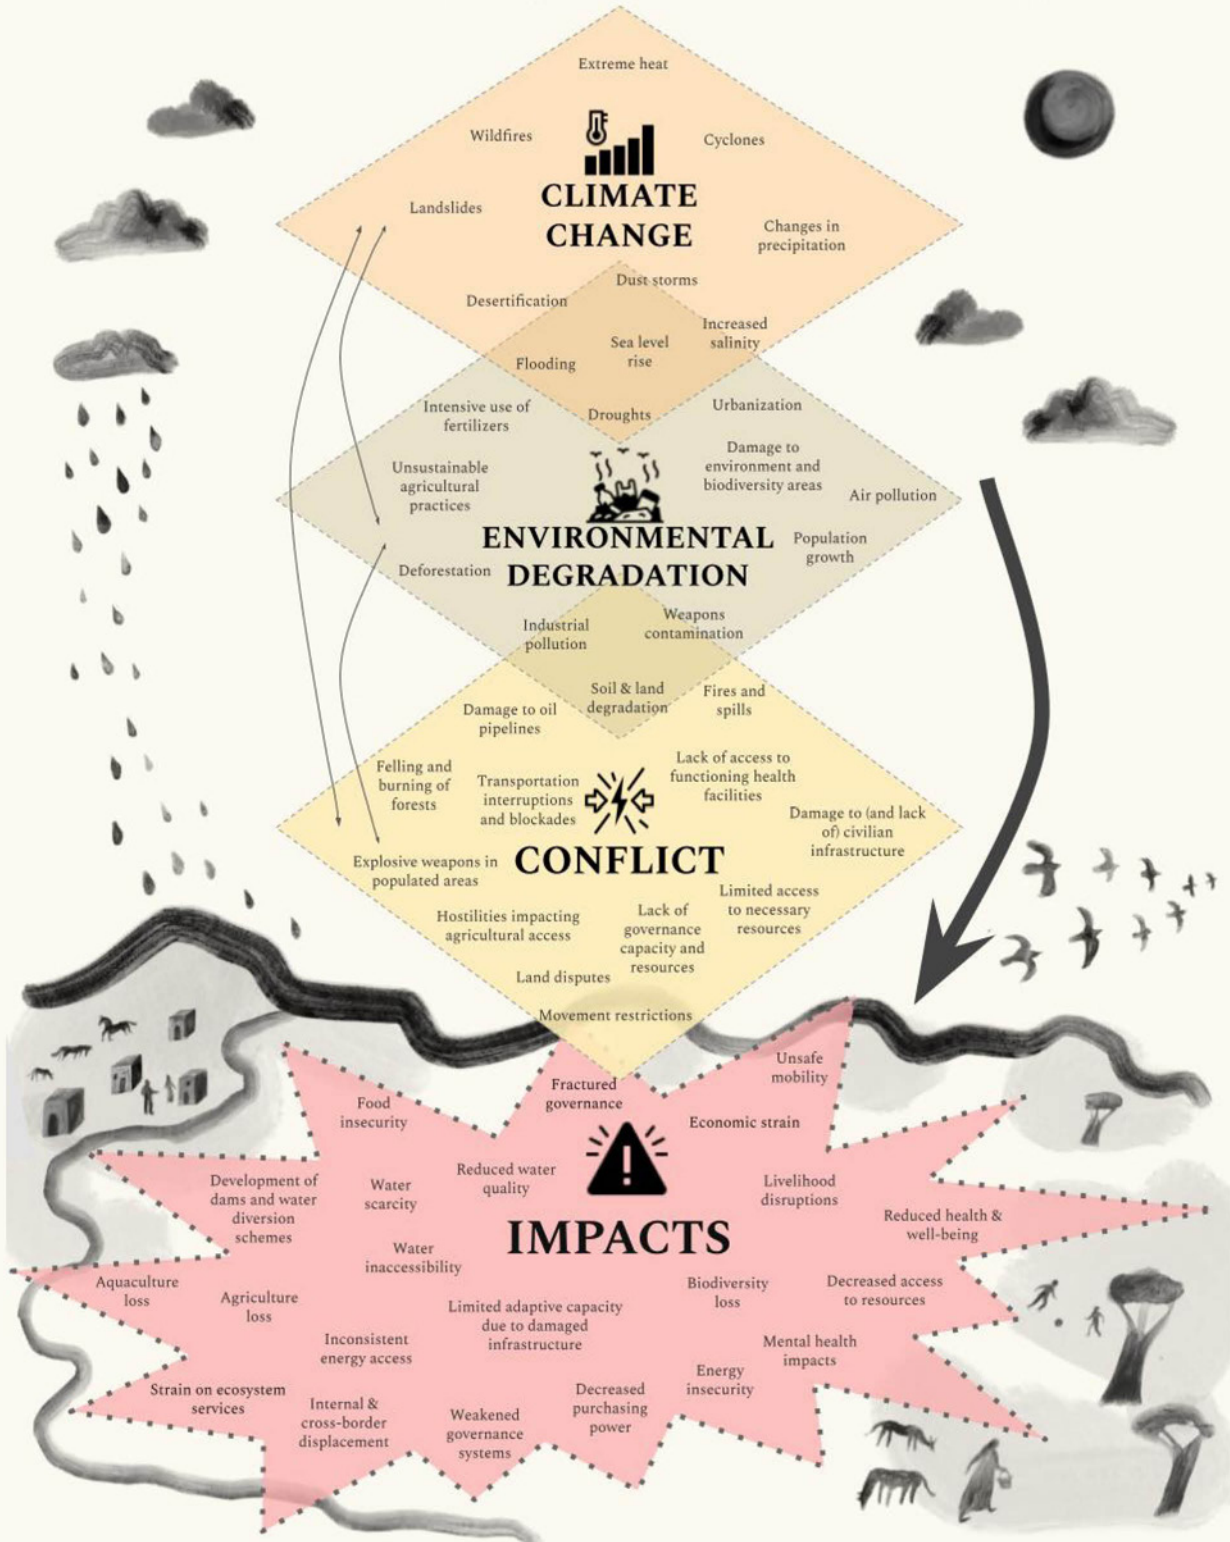 Extreme heat
Wildfires
Cyclones
CLIMATE
CHANGE
Landslides
Changes in
precipitation
Dust storms
Desertification
Increased
salinity
Sea level
rise
Flooding
Droughts
Intensive use of
fertilizers
Urbanization
Damage to
environment and
biodiversity areas
Unsustainable
agricultural
practices
Air pollution
ENVIRONMENTAL
DEGRADATION
Population
growth
Deforestation
Industrial
pollution
Weapons
contamination
Soil & land
degradation
Fires and
spills
Damage to oil
pipelines
Felling and
burning of
forests
Transportation
interruptions
and blockades
Lack of access to
functioning health
facilities
Damage to (and lack
of) civilian
infrastructure
CONFLICT
Explosive weapons in
populated areas
Limited access
to necessary
resources
Hostilities impacting
agricultural access
Lack of
governance
capacity and
resources
Land disputes
Movement restrictions
Unsafe
mobility
Fractured
governance
Food
insecurity
Economic strain
Reduced water
quality
Development of
dams and water
diversion
schemes
Water
scarcity
Livelihood
disruptions
IMPACTS
Reduced health &
well-being
Water
inaccessibility
Aquaculture
loss
Agriculture
loss
Biodiversity
loss
Decreased access
to resources
Limited adaptive capacity
due to damaged
infrastructure
Inconsistent
energy access
Mental health
impacts
Energy
insecurity
Strain on ecosystem
services
Internal &
cross-border
displacement
Weakened
governance
systems
Decreased
purchasing
power